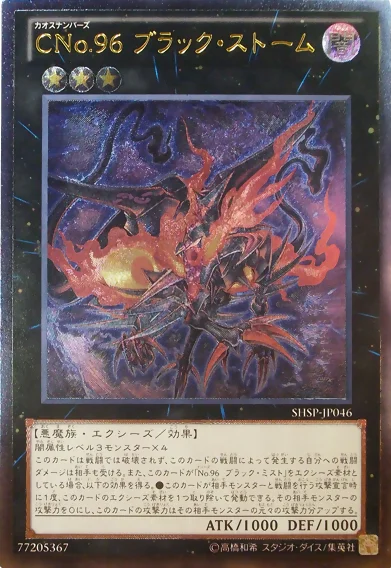 カオスナンバーズ
CNo.96 ブラック・ストーム
闇
SHSP-JP046
【悪魔族・エクシーズ／効果】
闇属性レベル3モンスター×4
このカードは戦闘では破壊されず、このカードの戦闘によって発生する自分への戦闘
ダメージは相手も受ける。また、このカードが「No.96 ブラック・ミスト」をエクシーズ素材と
している場合、以下の効果を得る。●このカードが相手モンスターと戦闘を行う攻撃宣言時
に1度、このカードのエクシーズ素材を1つ取り除いて発動できる。その相手モンスターの
攻撃力を0にし、このカードの攻撃力はその相手モンスターの元々の攻撃力分アップする。
ATK/1000 DEF/1000
77205367
©高橋和希 スタジオ・ダイス/集英社